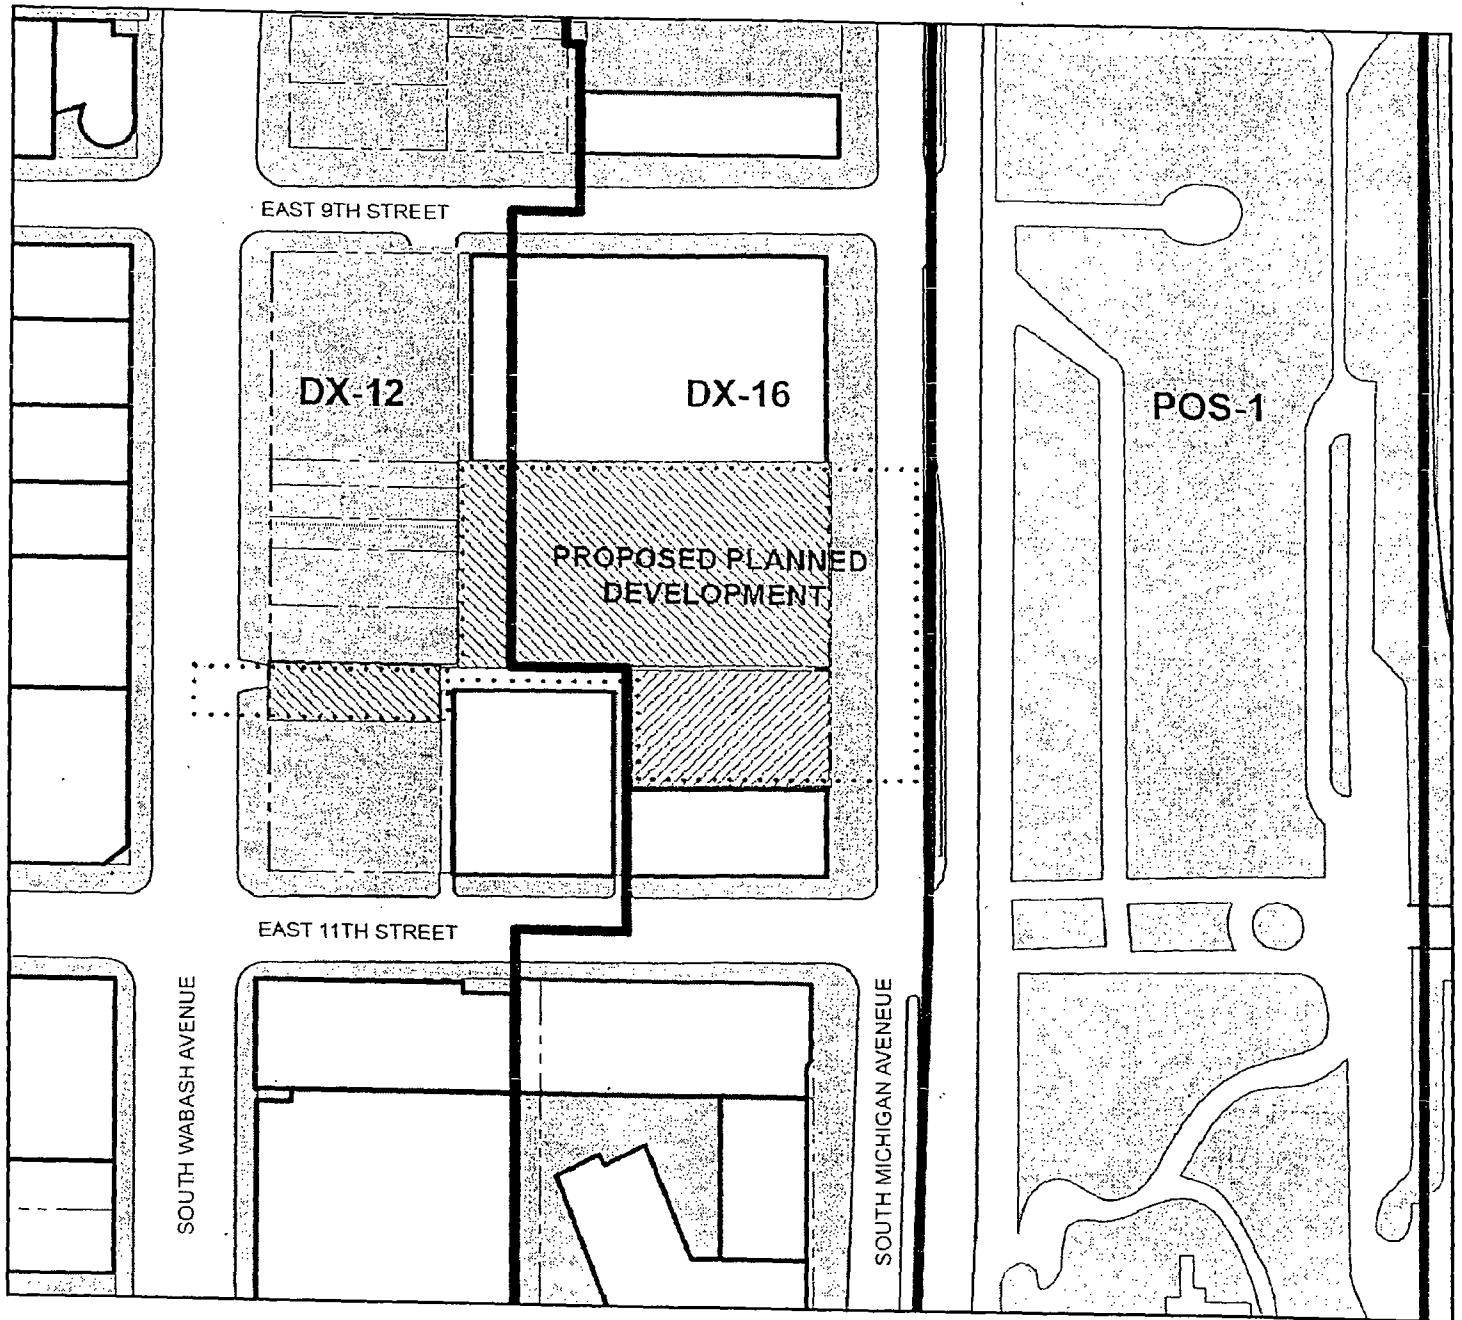 EAST 9TH STREET
DX-12
DX-16
POS-1
PROPOSED PLANNED
DEVELOPMENT
EAST 11TH STREET
SOUTH WABASH AVENUE
SOUTH MICHIGAN AVENEUE